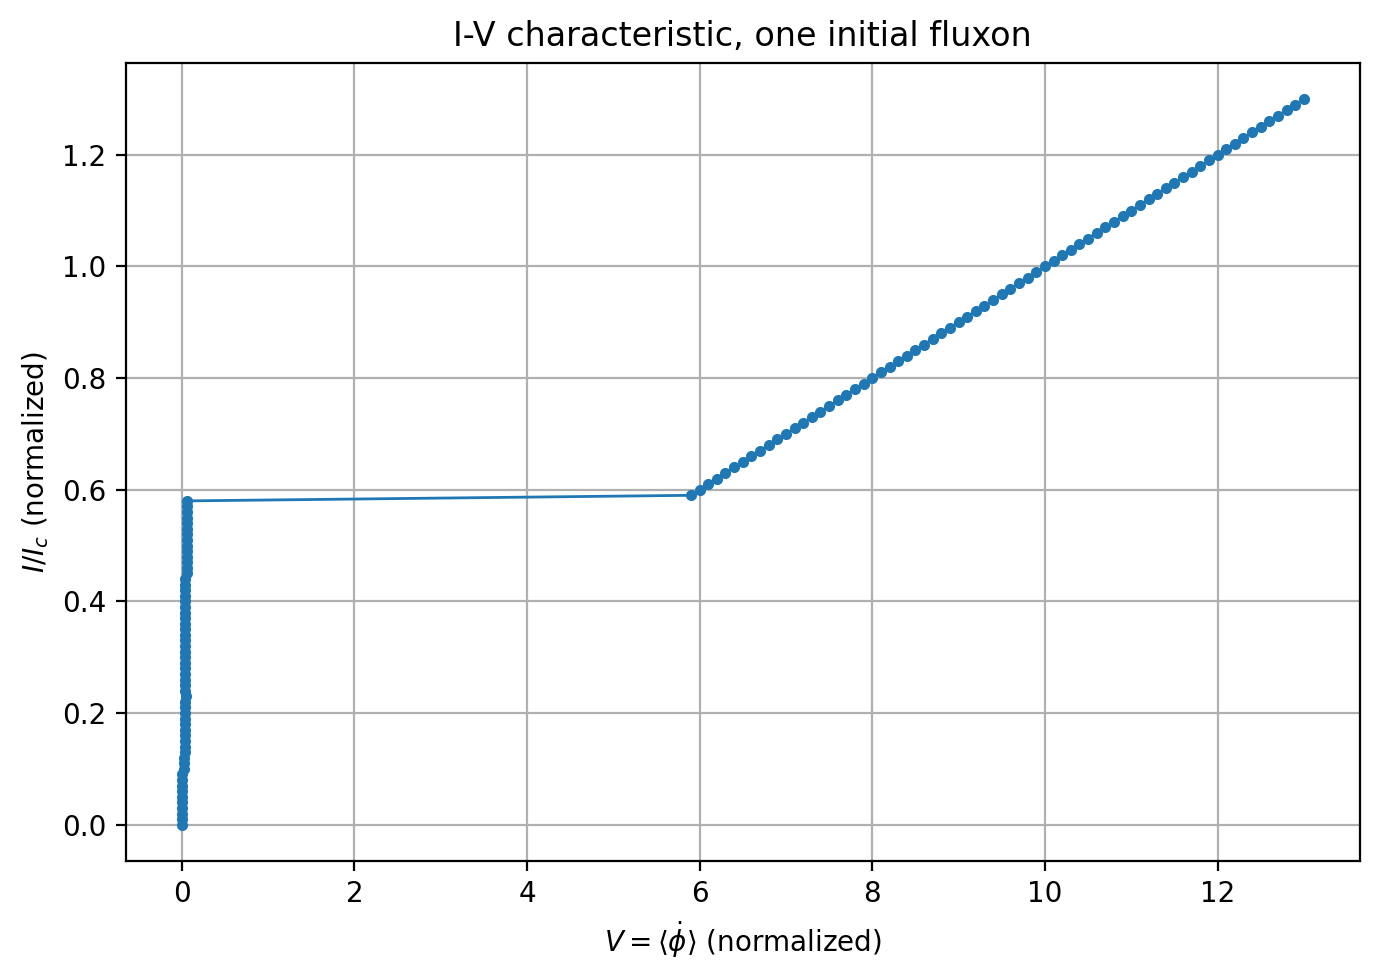 I-V characteristic, one initial fluxon
1.2
1.0
0.8
0.6
0.4
0.2
0.0
I/I_c (normalized)
0 2 4 6 8 10 12
V = ⟨ϕ̇⟩ (normalized)